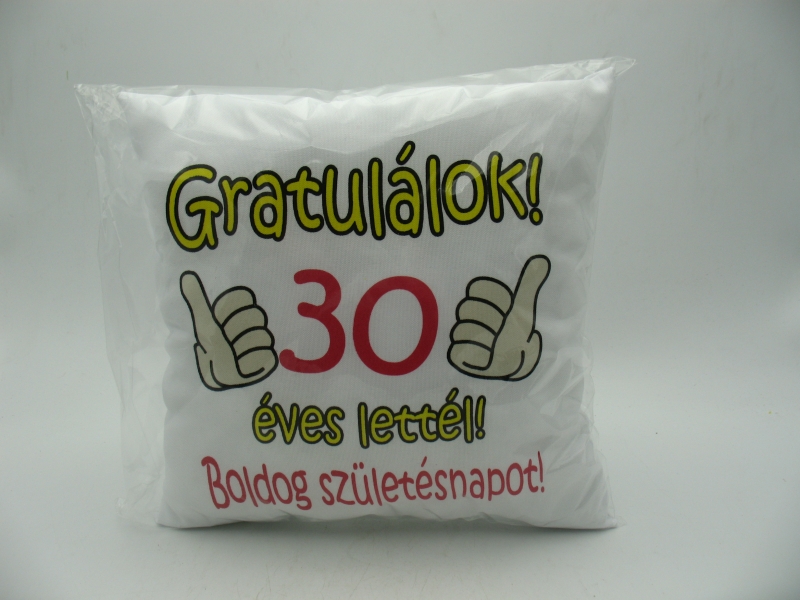 Gratulálok!
30
éves lettél!
Boldog születésnapot!